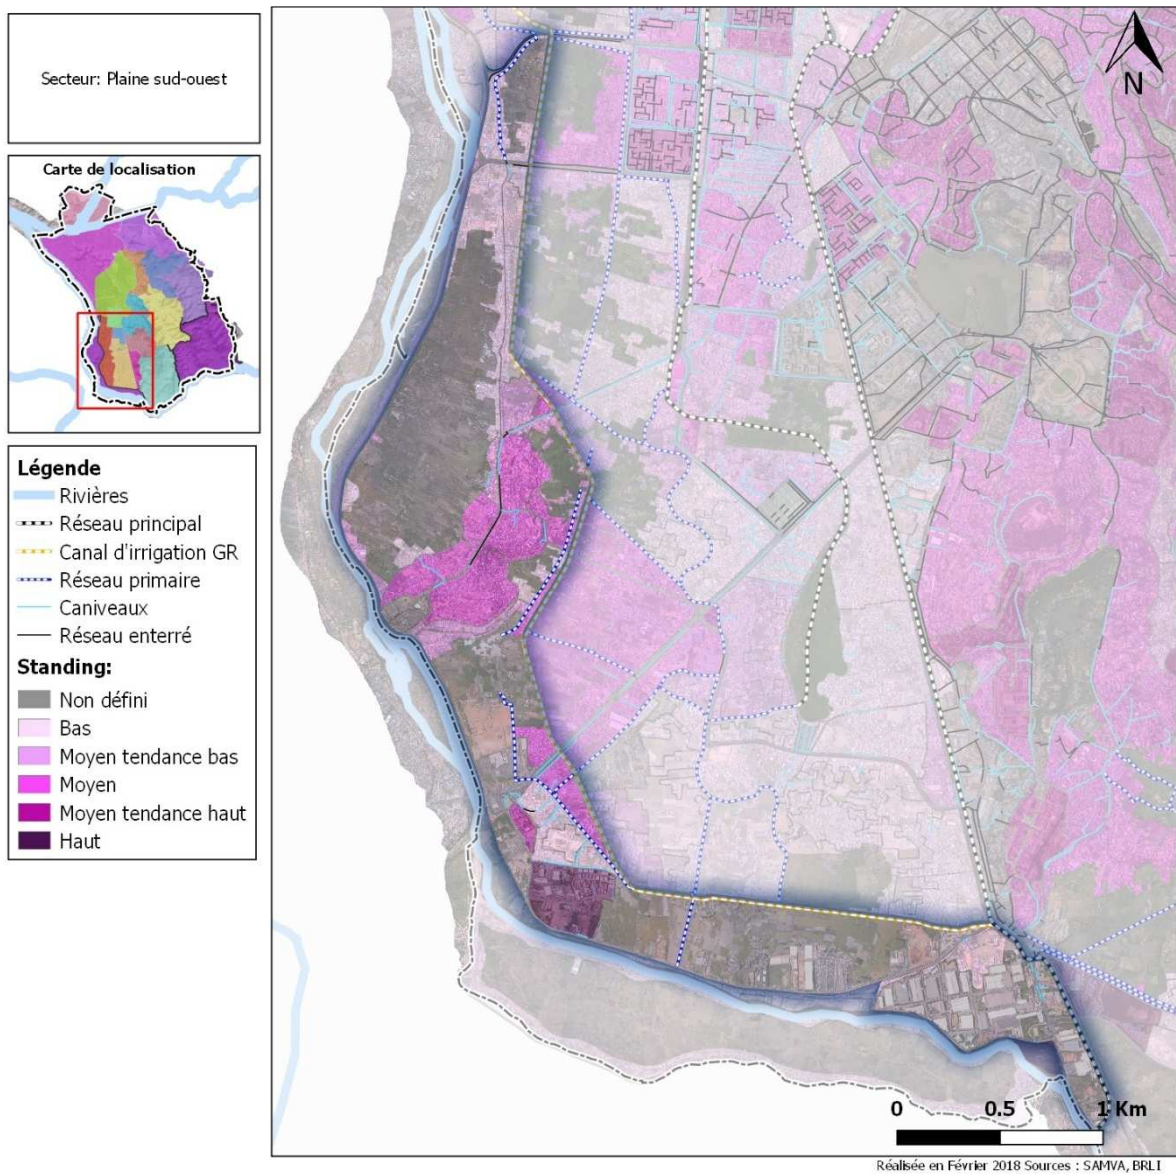 Secteur: Plaine sud-ouest
Carte de localisation
Légende
Rivières
Réseau principal
Canal d'irrigation GR
Réseau primaire
Caniveaux
Réseau enterré
Standing:
Non défini
Bas
Moyen tendance bas
Moyen
Moyen tendance haut
Haut
N
0 0.5 1 Km
Réalisée en Février 2018 Sources : SAMVA, BRLI